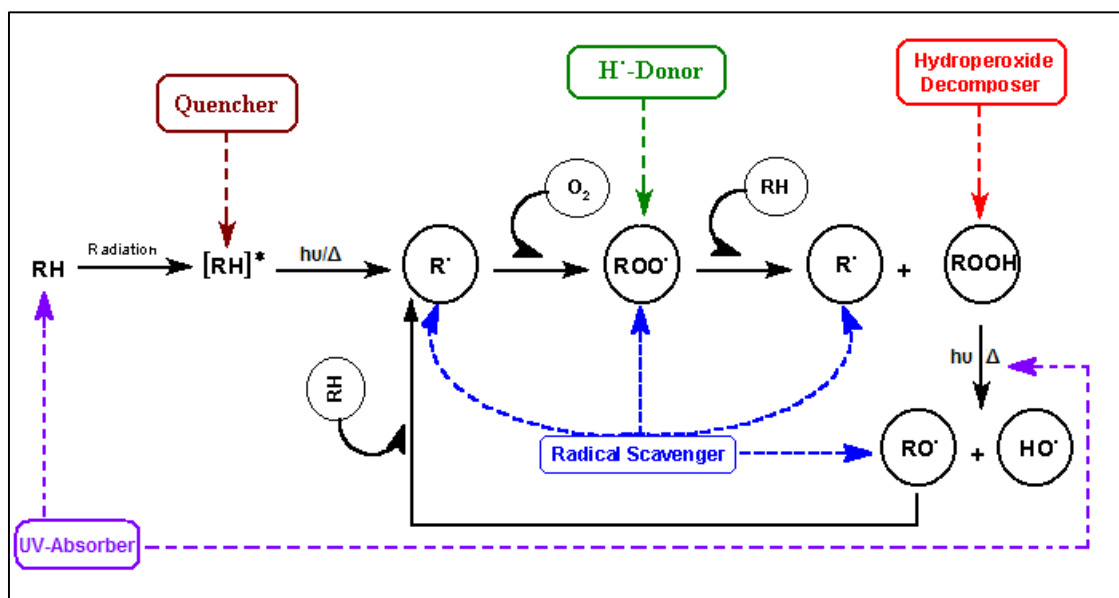 Quencher
H˙-Donor
Hydroperoxide
Decomposer
O₂
RH
RH
Radiation
[RH]*
hυ/Δ
R˙
ROO˙
R˙
+
ROOH
hυ
Δ
RH
Radical Scavenger
RO˙
+
HO˙
UV-Absorber